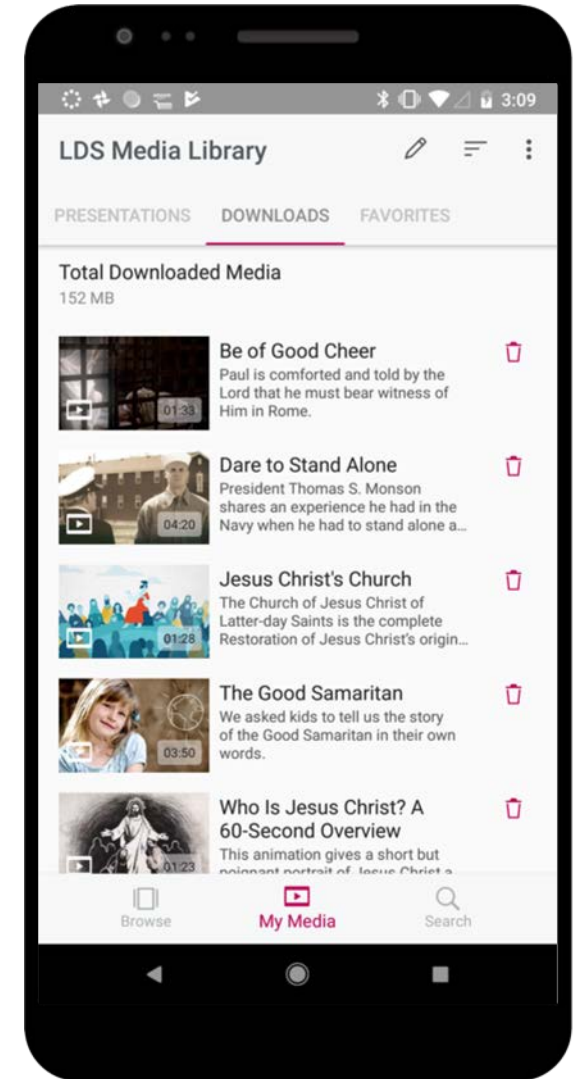 3:09
LDS Media Library
PRESENTATIONS DOWNLOADS FAVORITES
Total Downloaded Media
152 MB
Be of Good Cheer
Paul is comforted and told by the
Lord that he must bear witness of
Him in Rome.
01:33
Dare to Stand Alone
President Thomas S. Monson
shares an experience he had in the
Navy when he had to stand alone a...
04:20
Jesus Christ's Church
The Church of Jesus Christ of
Latter-day Saints is the complete
Restoration of Jesus Christ's origin...
01:28
The Good Samaritan
We asked kids to tell us the story
of the Good Samaritan in their own
words.
03:50
Who Is Jesus Christ? A
60-Second Overview
This animation gives a short but
poignant portrait of Jesus Christ a
01:23
Browse My Media Search